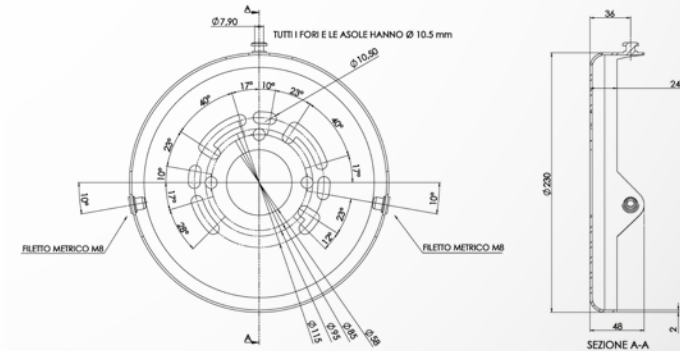 A
Ø7,90
TUTTI I FORI E LE ASOLE HANNO Ø 10.5 mm
Ø10,50
36
24
17°
10°
40°
23°
40°
23°
10°
17°
17°
28°
23°
12°
10°
10°
FILETTO METRICO M8
FILETTO METRICO M8
Ø230
Ø115
Ø95
Ø85
Ø58
A
48
2
SEZIONE A-A